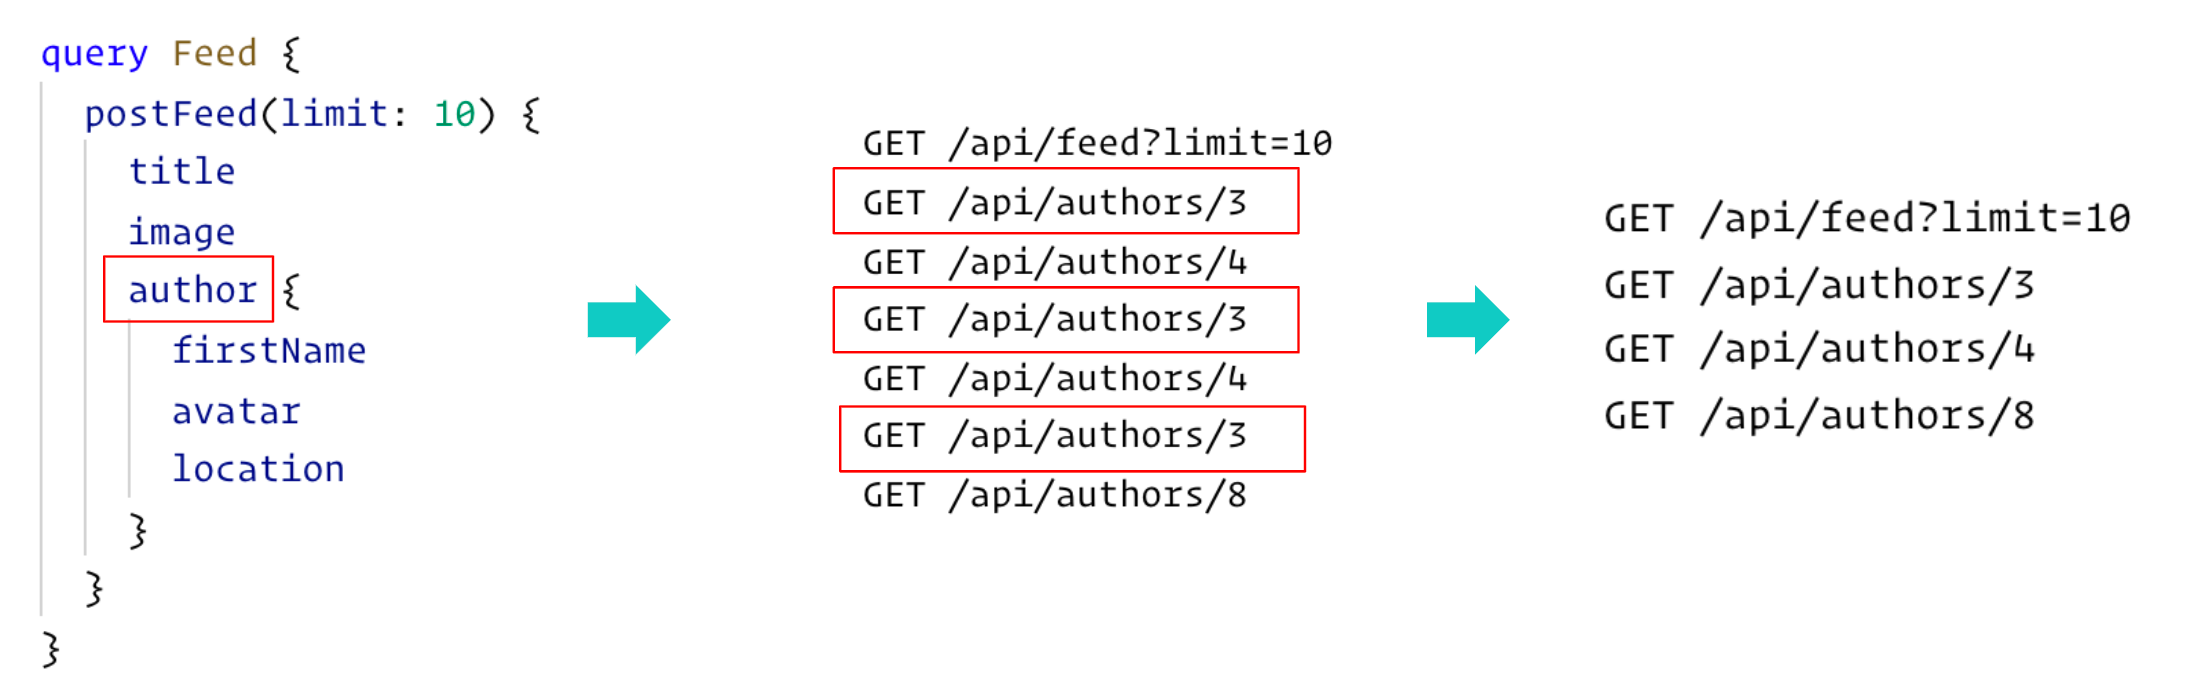 query Feed {
postFeed(limit: 10) {
title
image
author {
firstName
avatar
location
}
}
}
GET /api/feed?limit=10
GET /api/authors/3
GET /api/authors/4
GET /api/authors/3
GET /api/authors/4
GET /api/authors/3
GET /api/authors/8
GET /api/feed?limit=10
GET /api/authors/3
GET /api/authors/4
GET /api/authors/8